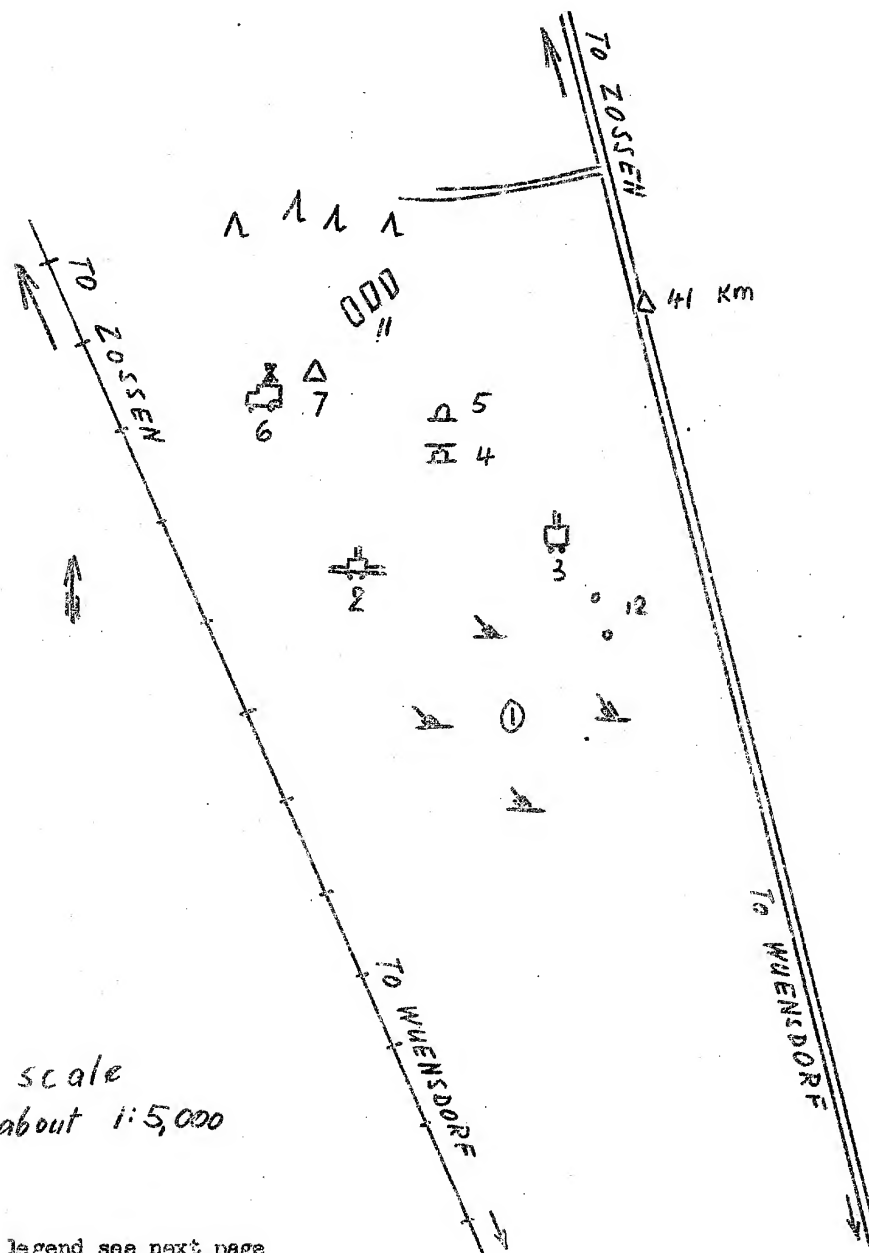 TO ZOSSEN
41 Km
TO ZOSSEN
11
7
6
5
4
3
2
12
1
TO WUENSDORF
TO WUENSDORF
scale
about 1:5,000
legend see next page